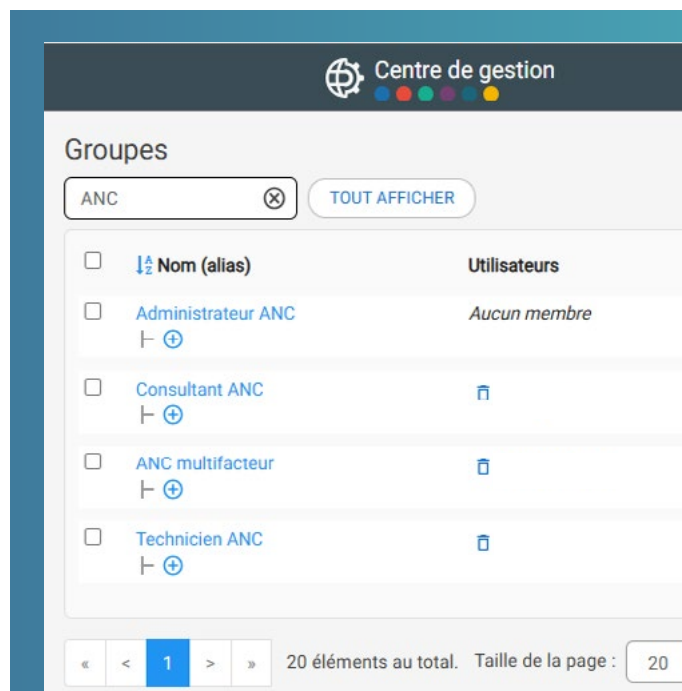 Centre de gestion
Groupes
ANC
TOUT AFFICHER
Nom (alias) Utilisateurs
Administrateur ANC Aucun membre
Consultant ANC
ANC multifacteur
Technicien ANC
« < 1 > » 20 éléments au total. Taille de la page : 20